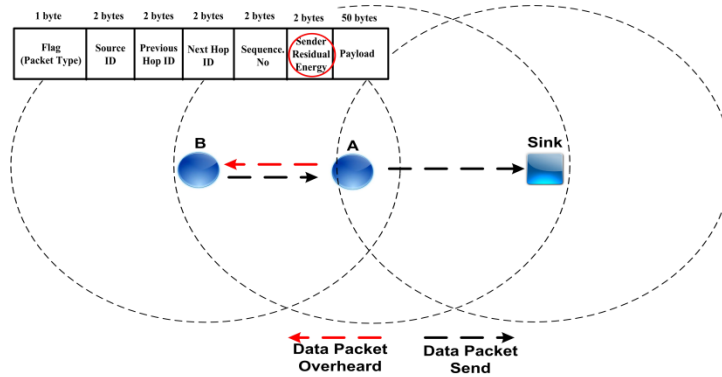 1 byte 2 bytes 2 bytes 2 bytes 2 bytes 2 bytes 50 bytes
Flag
(Packet Type)
Source
ID
Previous
Hop ID
Next Hop
ID
Sequence.
No
Sender
Residual
Energy
Payload
B
A
Sink
Data Packet
Overheard
Data Packet
Send